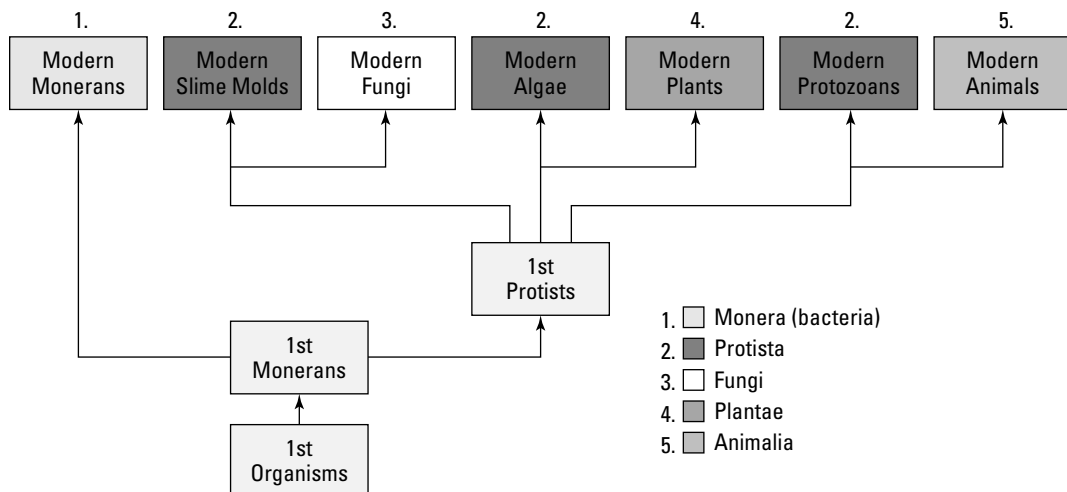 1.
2.
3.
2.
4.
2.
5.
Modern
Monerans
Modern
Slime Molds
Modern
Fungi
Modern
Algae
Modern
Plants
Modern
Protozoans
Modern
Animals
1st
Protists
1st
Monerans
1st
Organisms
1. Monera (bacteria)
2. Protista
3. Fungi
4. Plantae
5. Animalia